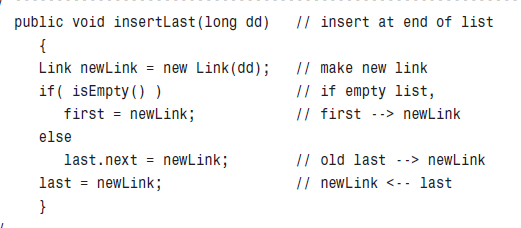 public void insertLast(long dd)   // insert at end of list
   {
   Link newLink = new Link(dd);   // make new link
   if( isEmpty() )                // if empty list,
      first = newLink;            // first --> newLink
   else
      last.next = newLink;        // old last --> newLink
   last = newLink;                // newLink <-- last
   }